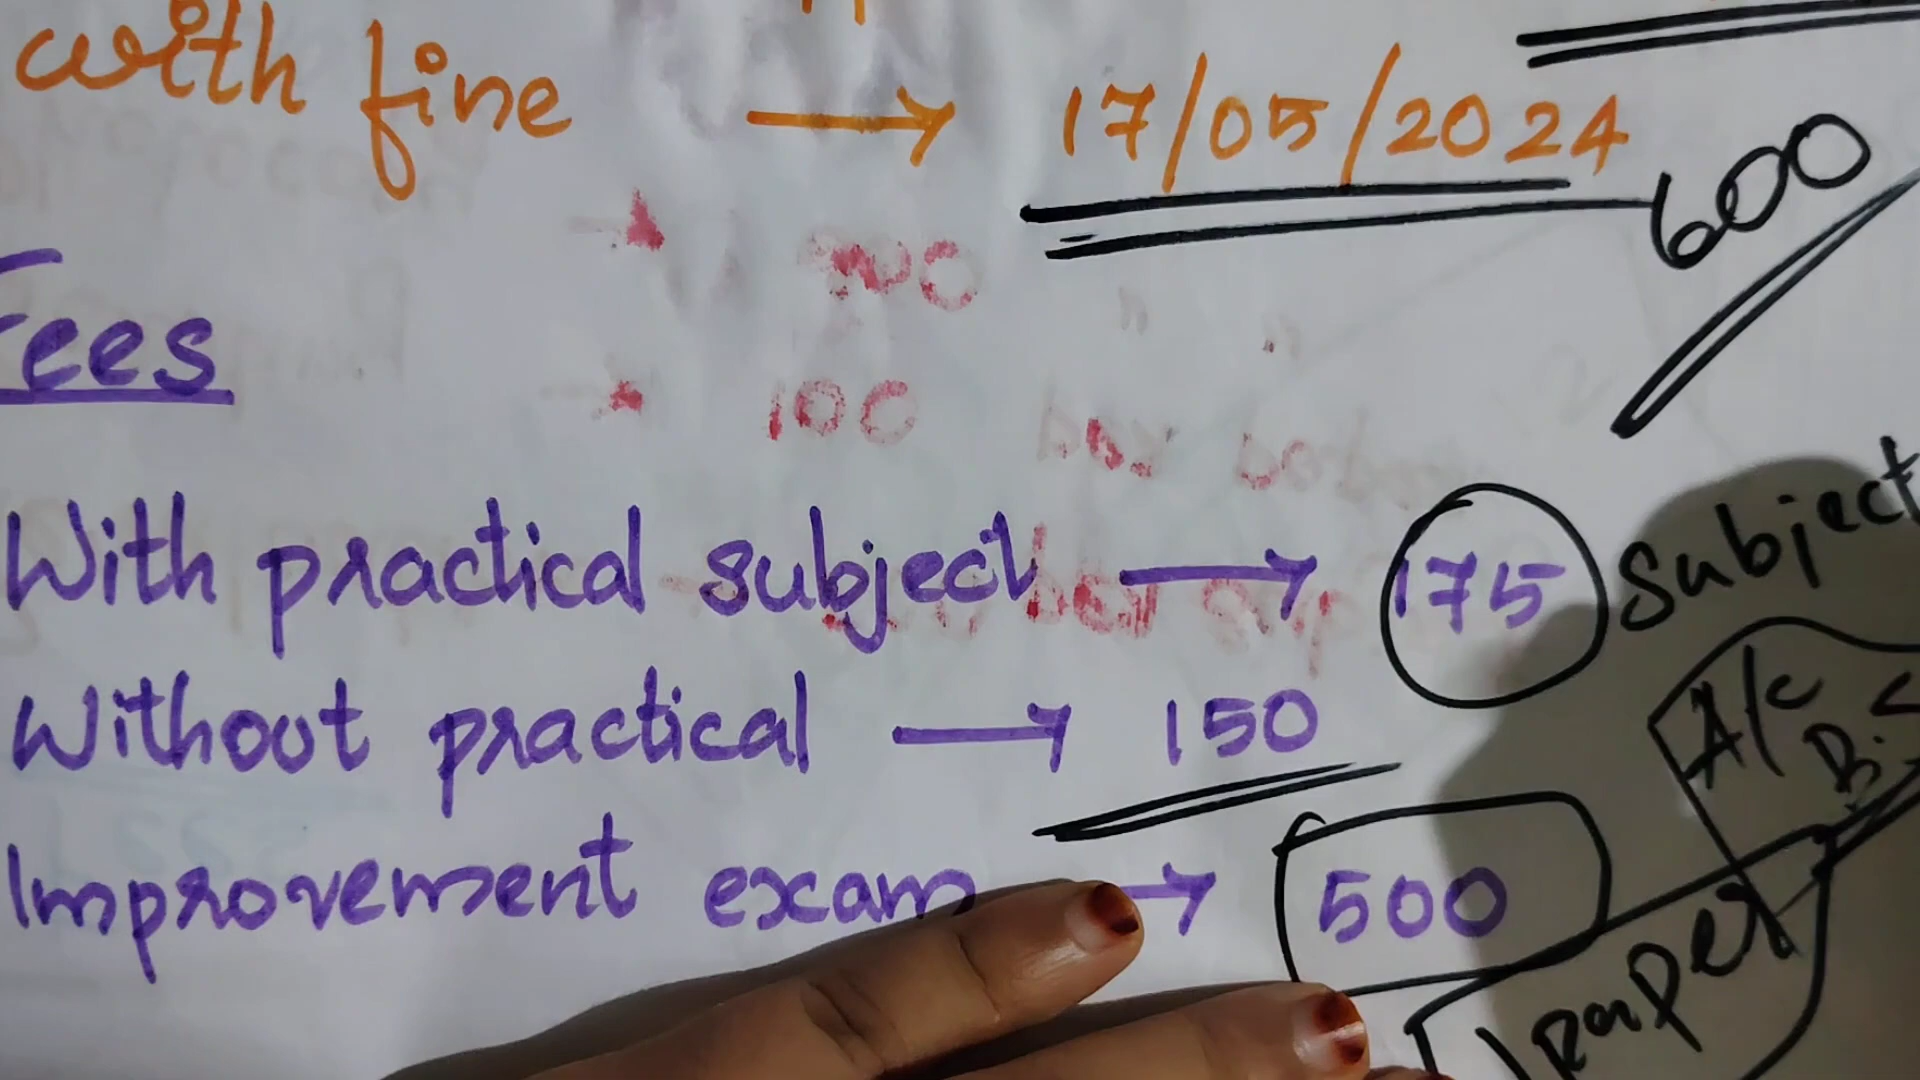 with fine → 17/05/2024
600
Fees
With practical subject → 175 Subject
Without practical → 150
A/c
B.
Improvement exam → 500
1 paper